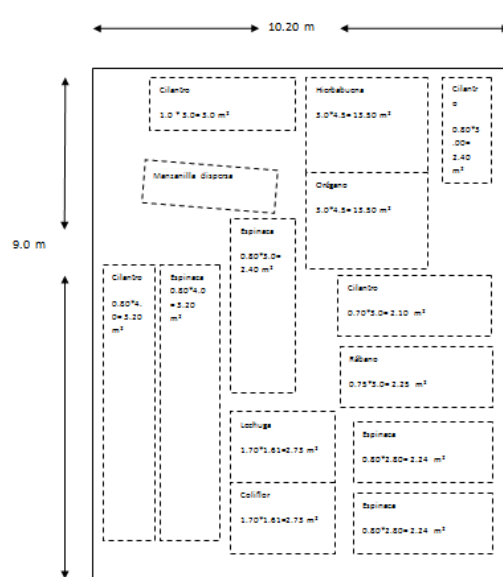 10.20 m
Cilantro
1.0 * 3.0= 3.0 m²
Hierbabuena
3.0*4.5= 13.50 m²
Cilantr
o
0.80*3
.00=
2.40
m²
Manzanilla dispersa
Orégano
3.0*4.5= 13.50 m²
9.0 m
Espinaca
0.80*3.0=
2.40 m²
Cilantro
0.80*4.
0= 3.20
m²
Espinaca
0.80*4.0
= 3.20
m²
Cilantro
0.70*3.0= 2.10 m²
Rábano
0.75*3.0= 2.25 m²
Lechuga
1.70*1.61=2.73 m²
Espinaca
0.80*2.80= 2.24 m²
Coliflor
1.70*1.61=2.73 m²
Espinaca
0.80*2.80= 2.24 m²